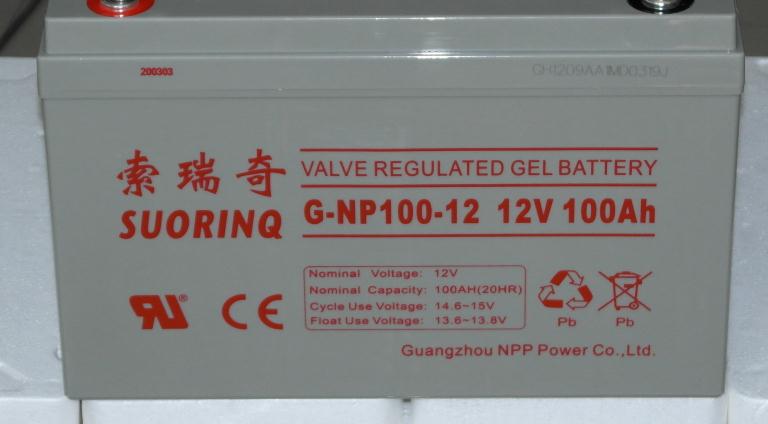 200303
GH1209AA1MD0319J
索瑞奇
SUORINQ
VALVE REGULATED GEL BATTERY
G-NP100-12 12V 100Ah
Nominal Voltage: 12V
Nominal Capacity: 100AH(20HR)
Cycle Use Voltage: 14.6~15V
Float Use Voltage: 13.6~13.8V
CE
Pb
Pb
Guangzhou NPP Power Co.,Ltd.